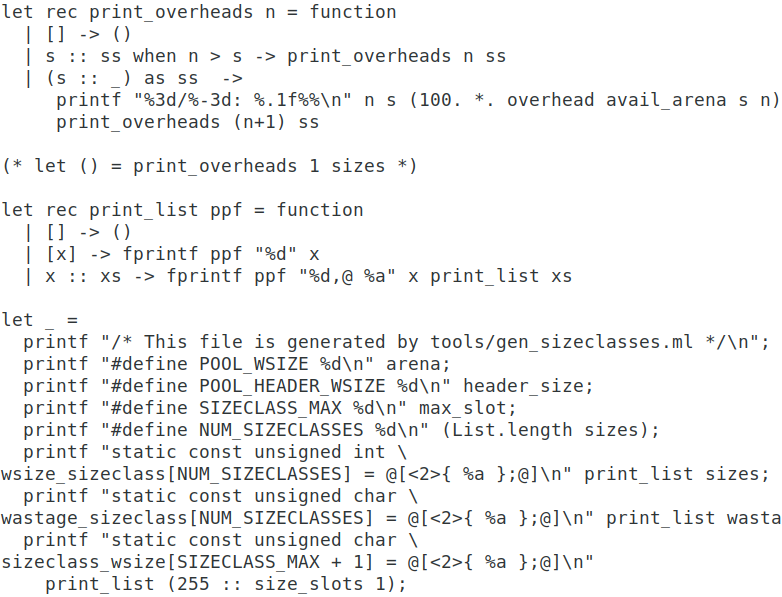 let rec print_overheads n = function
  | [] -> ()
  | s :: ss when n > s -> print_overheads n ss
  | (s :: _) as ss  ->
     printf "%3d/%-3d: %.1f%%\n" n s (100. *. overhead avail_arena s n)
     print_overheads (n+1) ss

(* let () = print_overheads 1 sizes *)

let rec print_list ppf = function
  | [] -> ()
  | [x] -> fprintf ppf "%d" x
  | x :: xs -> fprintf ppf "%d,@ %a" x print_list xs

let _ =
  printf "/* This file is generated by tools/gen_sizeclasses.ml */\n";
  printf "#define POOL_WSIZE %d\n" arena;
  printf "#define POOL_HEADER_WSIZE %d\n" header_size;
  printf "#define SIZECLASS_MAX %d\n" max_slot;
  printf "#define NUM_SIZECLASSES %d\n" (List.length sizes);
  printf "static const unsigned int \
wsize_sizeclass[NUM_SIZECLASSES] = @[<2>{ %a };@]\n" print_list sizes;
  printf "static const unsigned char \
wastage_sizeclass[NUM_SIZECLASSES] = @[<2>{ %a };@]\n" print_list wasta
  printf "static const unsigned char \
sizeclass_wsize[SIZECLASS_MAX + 1] = @[<2>{ %a };@]\n"
    print_list (255 :: size_slots 1);